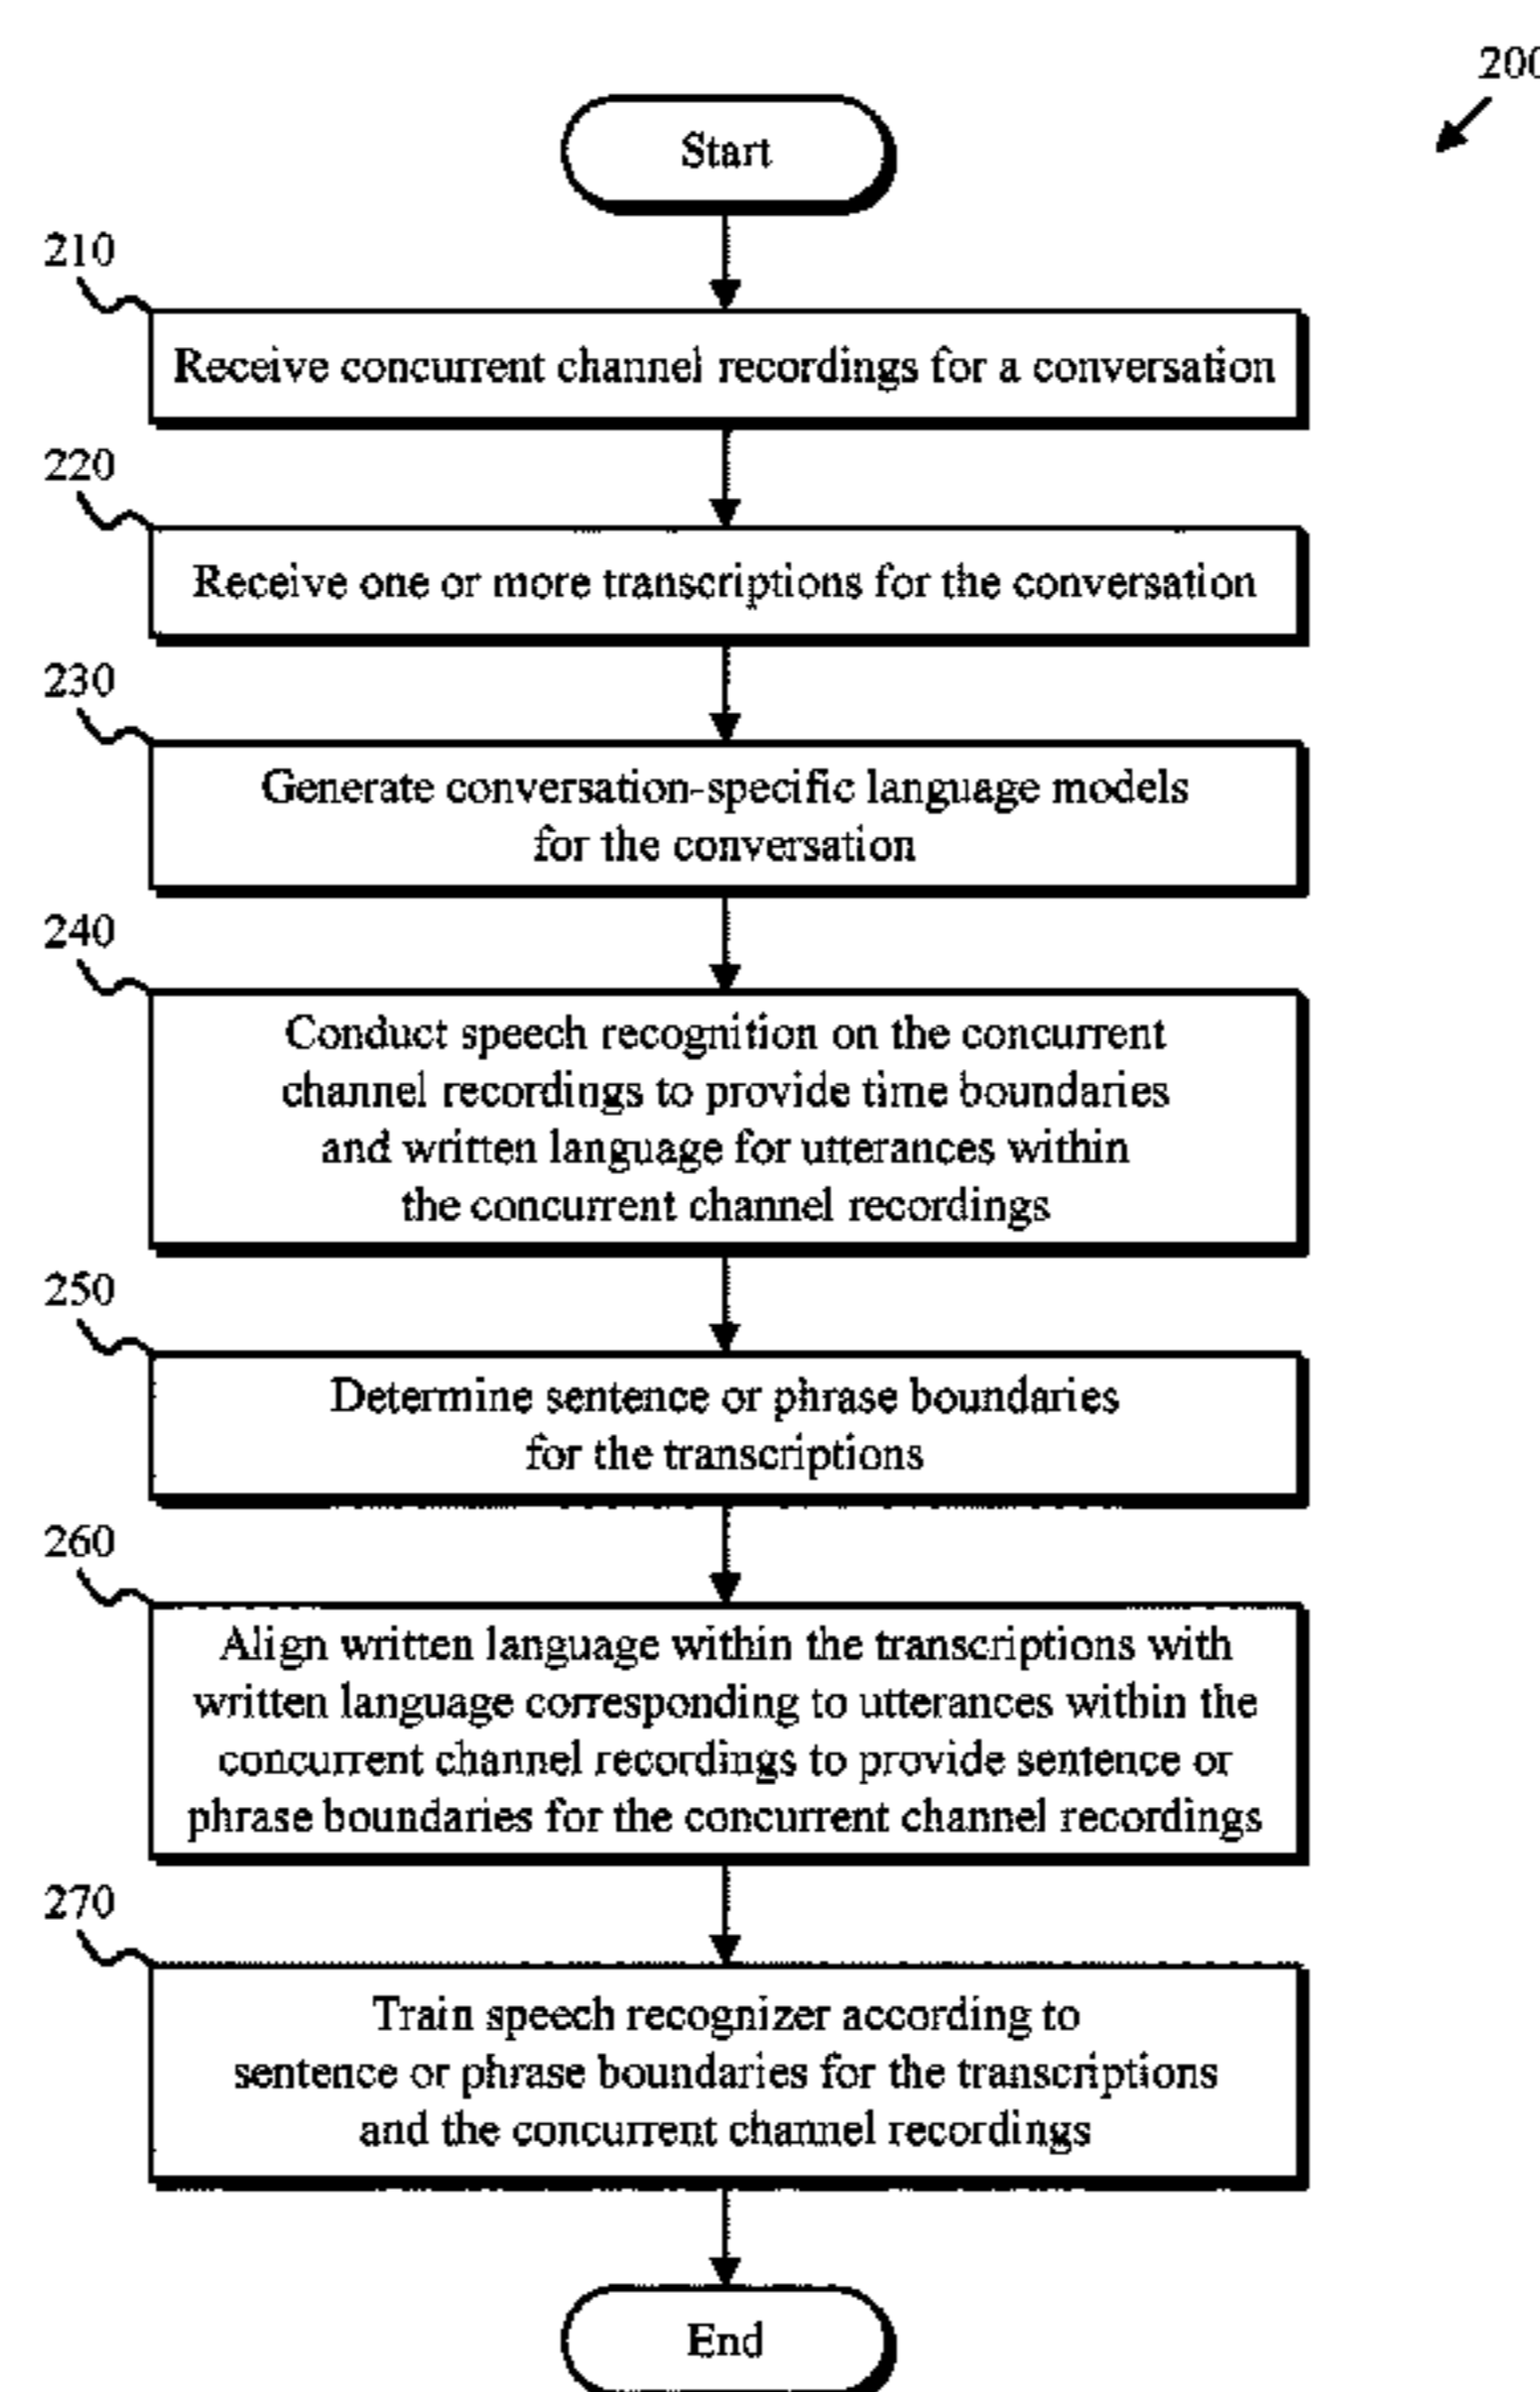 200
Start
210
Receive concurrent channel recordings for a conversation
220
Receive one or more transcriptions for the conversation
230
Generate conversation-specific language models
for the conversation
240
Conduct speech recognition on the concurrent
channel recordings to provide time boundaries
and written language for utterances within
the concurrent channel recordings
250
Determine sentence or phrase boundaries
for the transcriptions
260
Align written language within the transcriptions with
written language corresponding to utterances within the
concurrent channel recordings to provide sentence or
phrase boundaries for the concurrent channel recordings
270
Train speech recognizer according to
sentence or phrase boundaries for the transcriptions
and the concurrent channel recordings
End